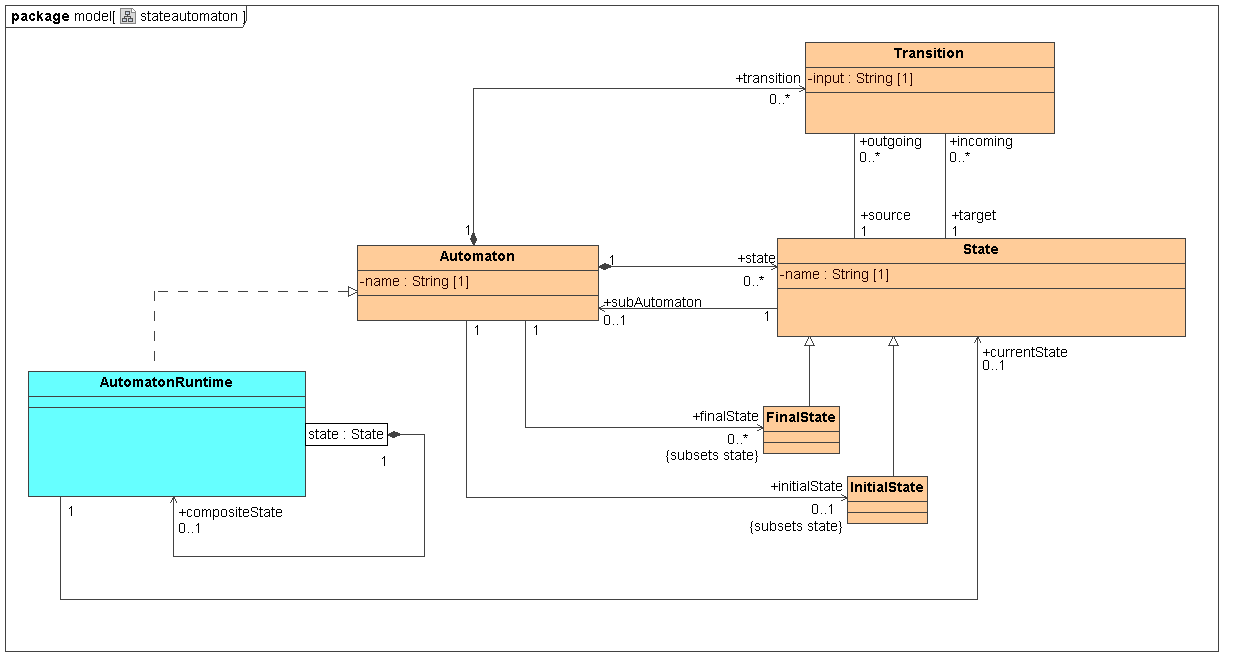 package model[ stateautomaton ]
Transition
+transition
-input : String [1]
0..*
+outgoing
+incoming
0..*
0..*
+source
+target
1
1
1
Automaton
State
+state
1
0..*
-name : String [1]
-name : String [1]
+subAutomaton
0..1
1
1
1
+currentState
0..1
AutomatonRuntime
+finalState
FinalState
state : State
0..*
{subsets state}
1
+initialState
InitialState
0..1
{subsets state}
1
+compositeState
0..1